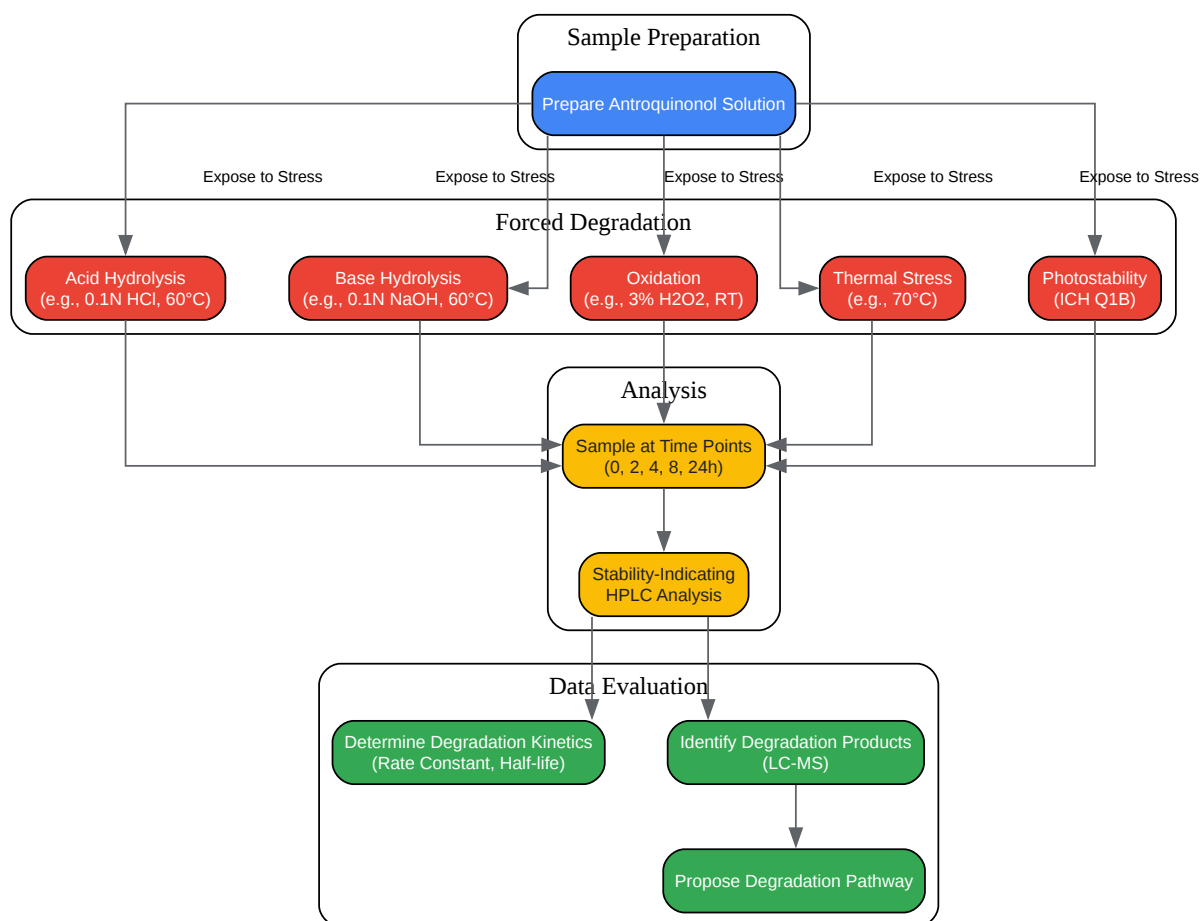 Sample Preparation
Prepare Antroquinonol Solution
Expose to Stress
Expose to Stress
Expose to Stress
Expose to Stress
Expose to Stress
Forced Degradation
Acid Hydrolysis
(e.g., 0.1N HCl, 60°C)
Base Hydrolysis
(e.g., 0.1N NaOH, 60°C)
Oxidation
(e.g., 3% H2O2, RT)
Thermal Stress
(e.g., 70°C)
Photostability
(ICH Q1B)
Analysis
Sample at Time Points
(0, 2, 4, 8, 24h)
Stability-Indicating
HPLC Analysis
Data Evaluation
Determine Degradation Kinetics
(Rate Constant, Half-life)
Identify Degradation Products
(LC-MS)
Propose Degradation Pathway